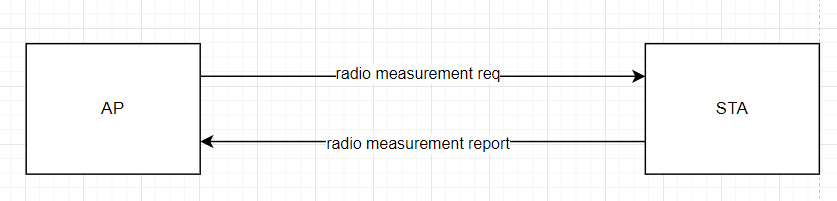 radio measurement req
AP
STA
radio measurement report